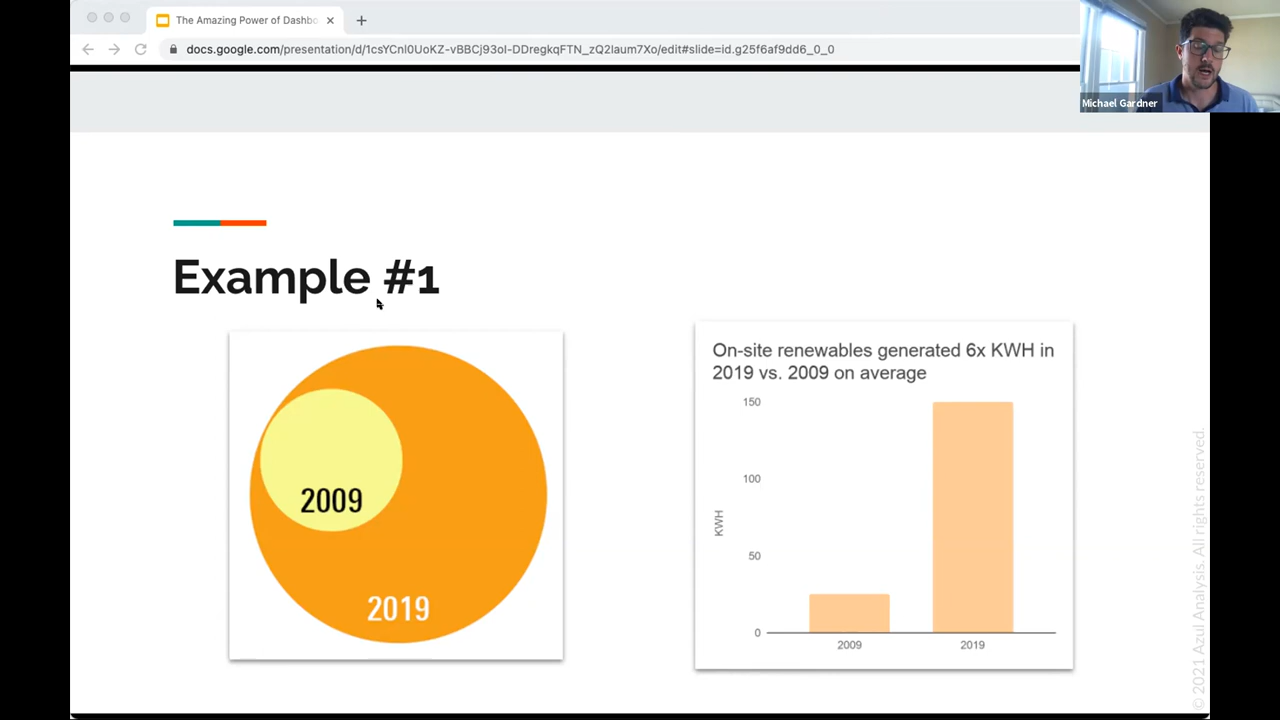 The Amazing Power of Dashbo
docs.google.com/presentation/d/1csYCnl0UoKZ-vBBCj93ol-DDregkqFTN_zQ2laum7Xo/edit#slide=id.g25f6af9dd6_0_0
Michael Gardner
Example #1
2009
2019
On-site renewables generated 6x KWH in
2019 vs. 2009 on average
150
100
50
0
KWH
2009
2019
© 2021 Azul Analysis. All rights reserved.